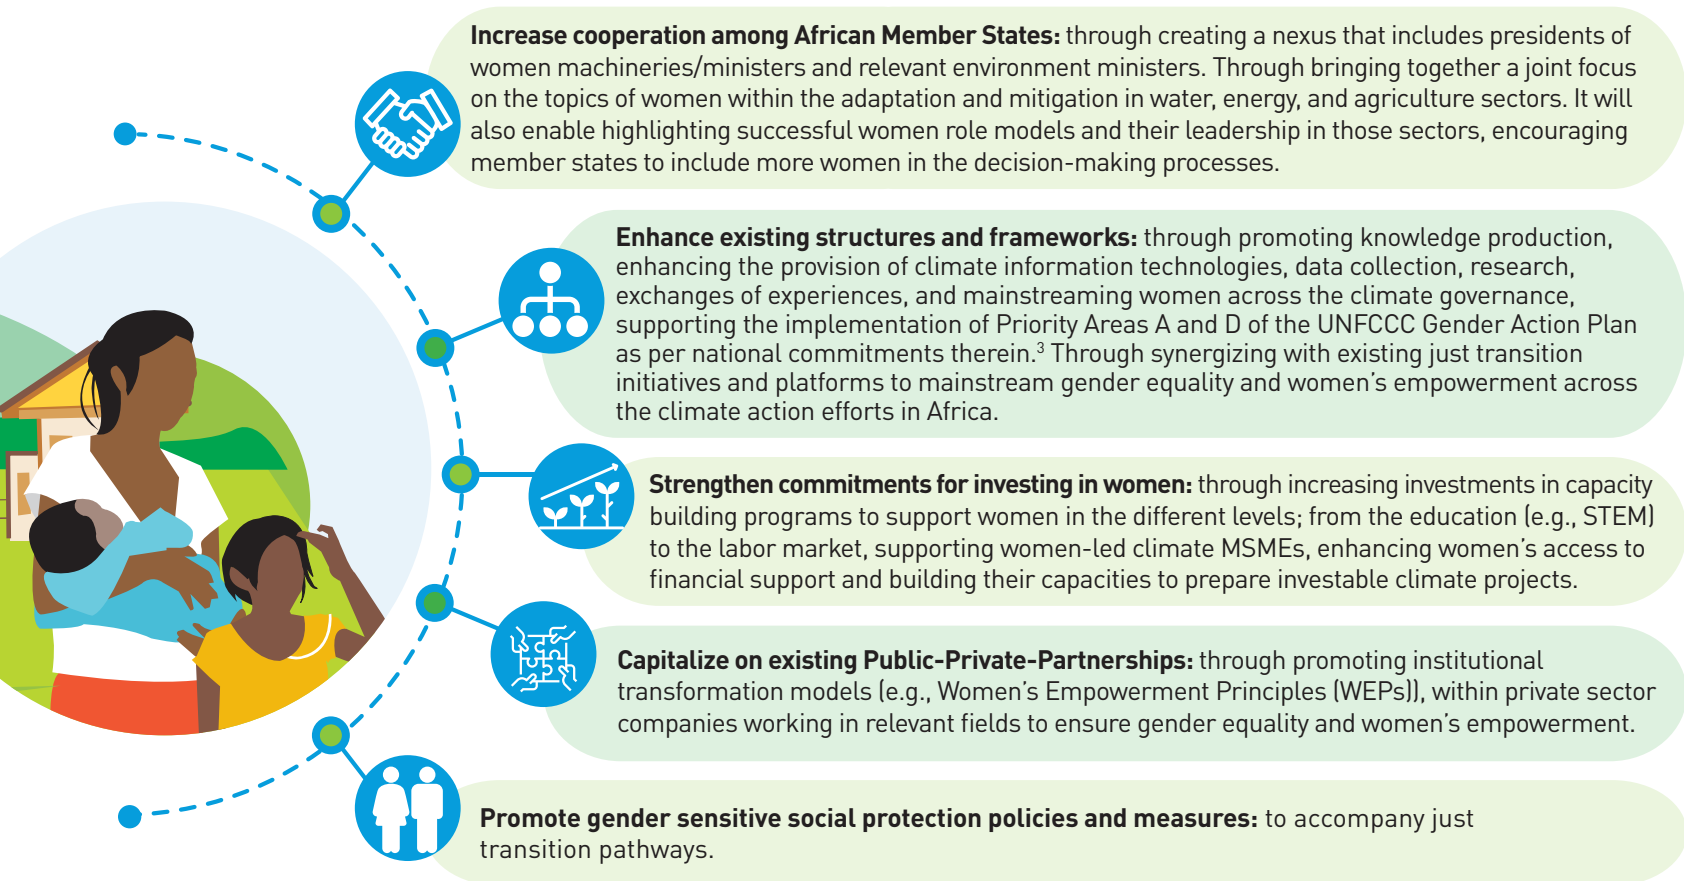 Increase cooperation among African Member States: through creating a nexus that includes presidents of
women machineries/ministers and relevant environment ministers. Through bringing together a joint focus
on the topics of women within the adaptation and mitigation in water, energy, and agriculture sectors. It will
also enable highlighting successful women role models and their leadership in those sectors, encouraging
member states to include more women in the decision-making processes.
Enhance existing structures and frameworks: through promoting knowledge production,
enhancing the provision of climate information technologies, data collection, research,
exchanges of experiences, and mainstreaming women across the climate governance,
supporting the implementation of Priority Areas A and D of the UNFCCC Gender Action Plan
as per national commitments therein.³ Through synergizing with existing just transition
initiatives and platforms to mainstream gender equality and women’s empowerment across
the climate action efforts in Africa.
Strengthen commitments for investing in women: through increasing investments in capacity
building programs to support women in the different levels; from the education (e.g., STEM)
to the labor market, supporting women-led climate MSMEs, enhancing women’s access to
financial support and building their capacities to prepare investable climate projects.
Capitalize on existing Public-Private-Partnerships: through promoting institutional
transformation models (e.g., Women’s Empowerment Principles (WEPs)), within private sector
companies working in relevant fields to ensure gender equality and women’s empowerment.
Promote gender sensitive social protection policies and measures: to accompany just
transition pathways.